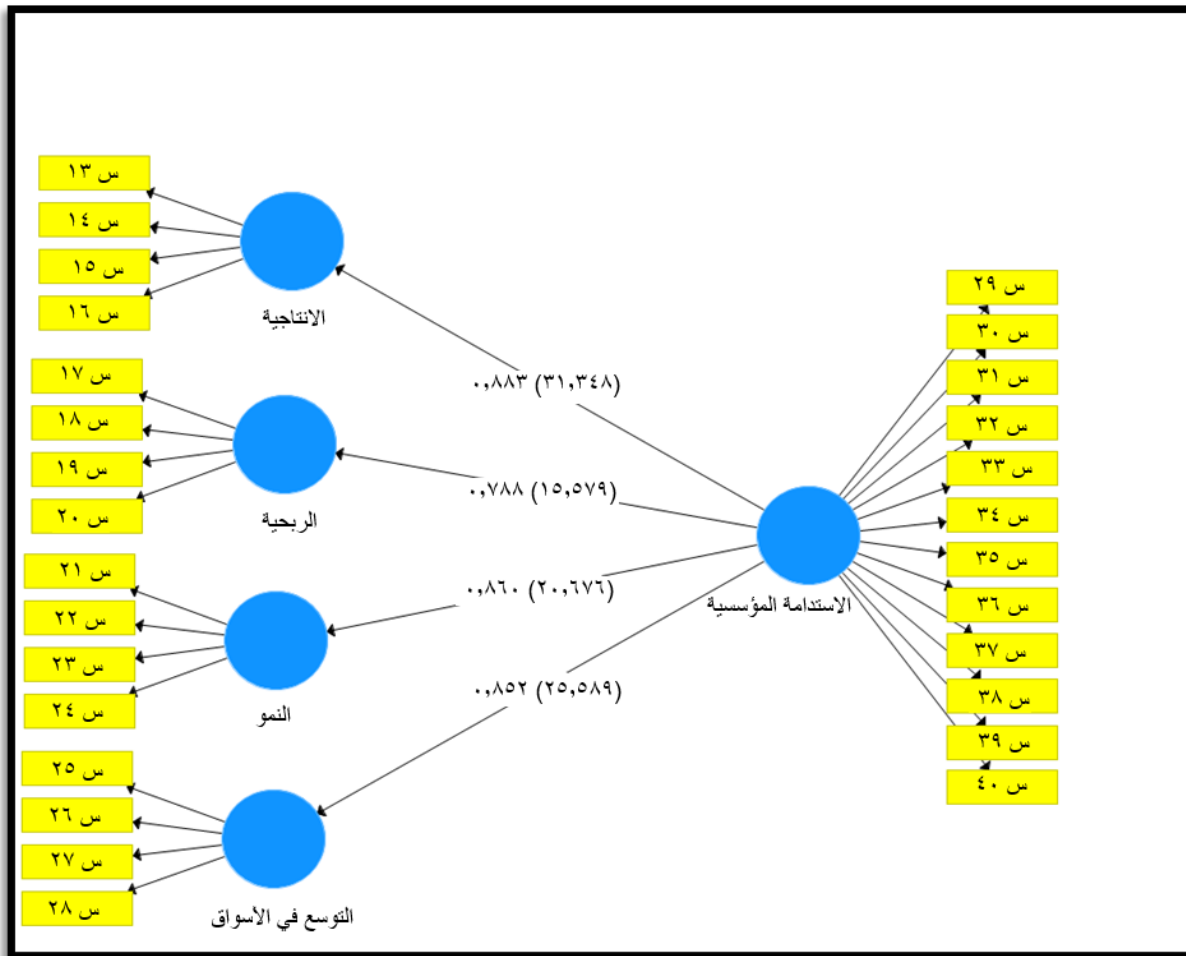 س ١٣
س ١٤
س ١٥
س ١٦
الانتاجية
س ١٧
س ١٨
س ١٩
س ٢٠
الربحية
س ٢١
س ٢٢
س ٢٣
س ٢٤
النمو
س ٢٥
س ٢٦
س ٢٧
س ٢٨
التوسع في الأسواق
٠,٨٨٣ (٣١,٣٤٨)
٠,٧٨٨ (١٥,٥٧٩)
٠,٨٦٠ (٢٠,٦٧٦)
٠,٨٥٢ (٢٥,٥٨٩)
الاستدامة المؤسسية
س ٢٩
س ٣٠
س ٣١
س ٣٢
س ٣٣
س ٣٤
س ٣٥
س ٣٦
س ٣٧
س ٣٨
س ٣٩
س ٤٠